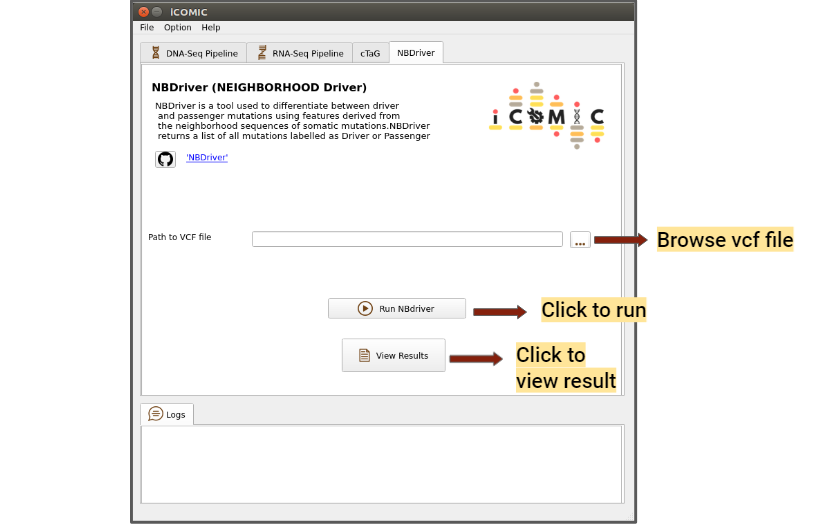 iCOMIC
File Option Help
DNA-Seq Pipeline RNA-Seq Pipeline cTaG NBDriver
NBDriver (NEIGHBORHOOD Driver)
NBDriver is a tool used to differentiate between driver
and passenger mutations using features derived from
the neighborhood sequences of somatic mutations.NBDriver
returns a list of all mutations labelled as Driver or Passenger
iCOMIC
'NBDriver'
Path to VCF file
...
Browse vcf file
Run NBdriver
Click to run
View Results
Click to
view result
Logs